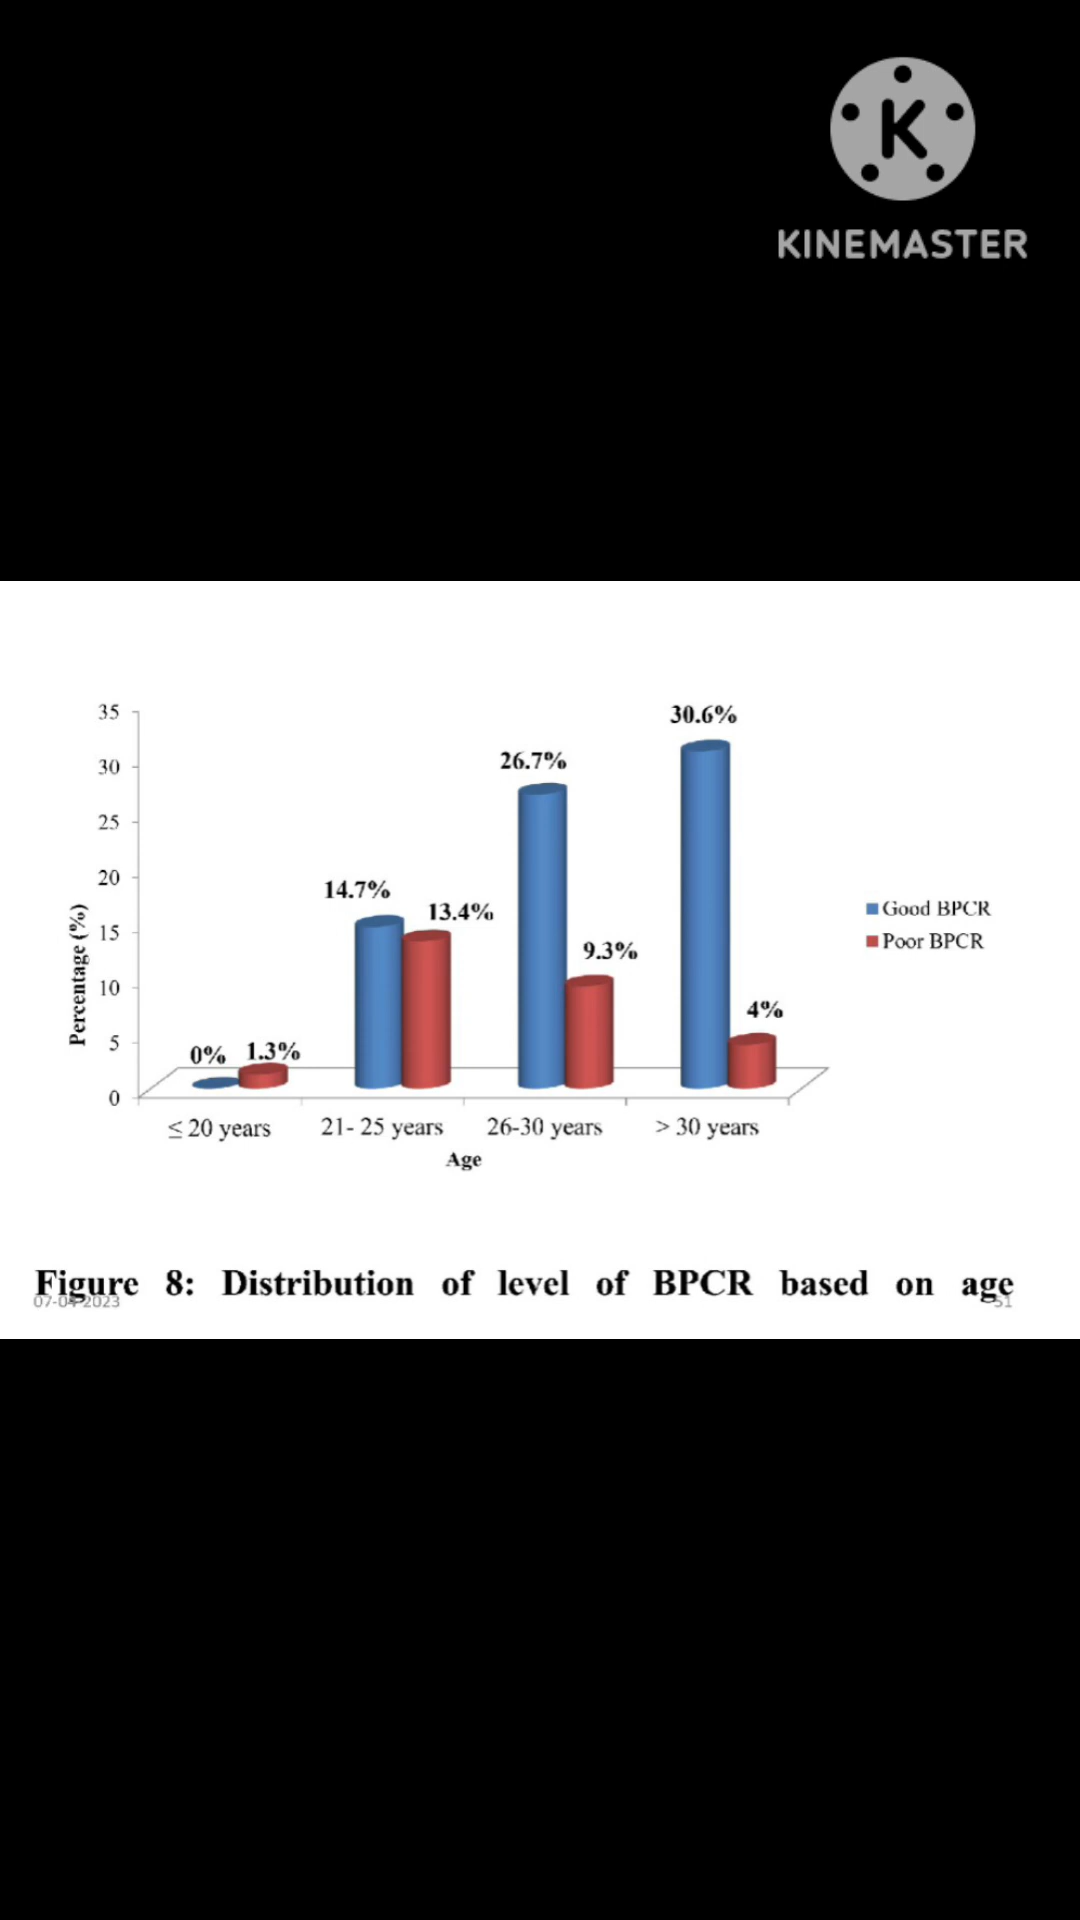 K
KINEMASTER
35
30
25
20
15
10
5
0
Percentage (%)
0%
1.3%
14.7%
13.4%
26.7%
9.3%
30.6%
4%
≤ 20 years
21- 25 years
26-30 years
> 30 years
Age
Good BPCR
Poor BPCR
Figure 8: Distribution of level of BPCR based on age
07-04-2023
51